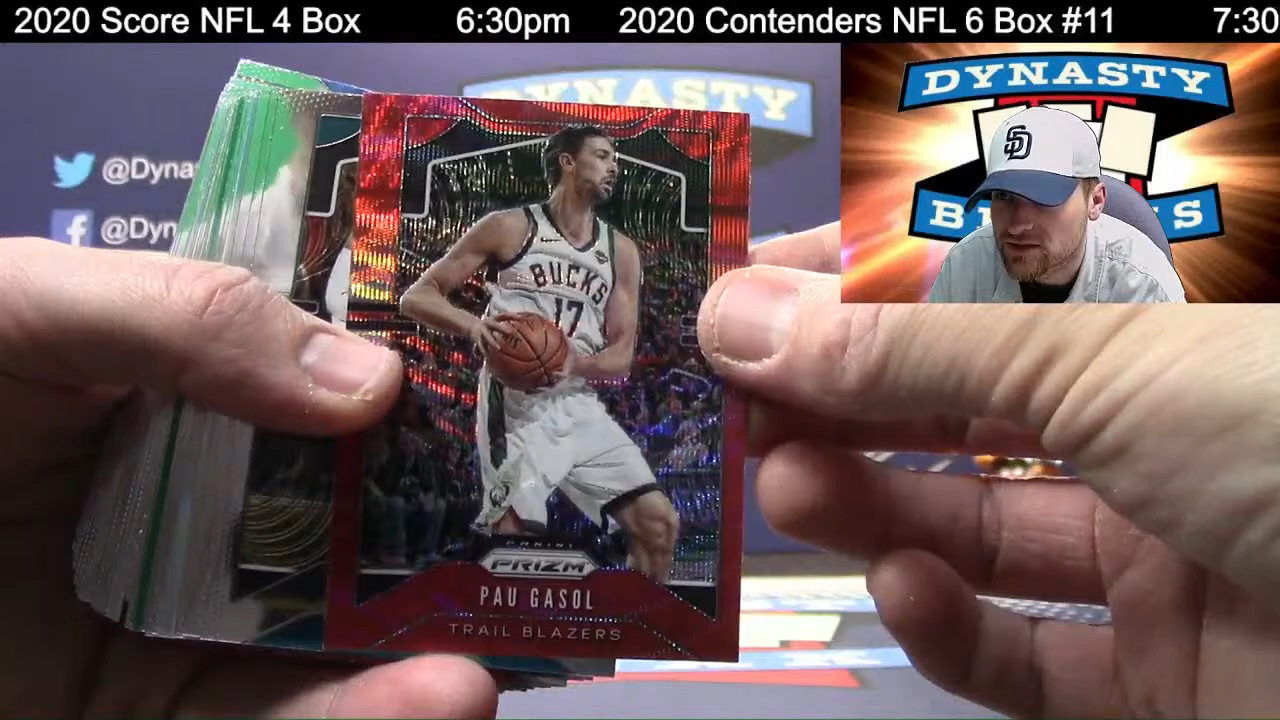 2020 Score NFL 4 Box 6:30pm 2020 Contenders NFL 6 Box #11 7:30
DYNASTY
SD
@Dyna
@Dyn
BUCKS
17
PANINI
PRIZM
PAU GASOL
TRAIL BLAZERS